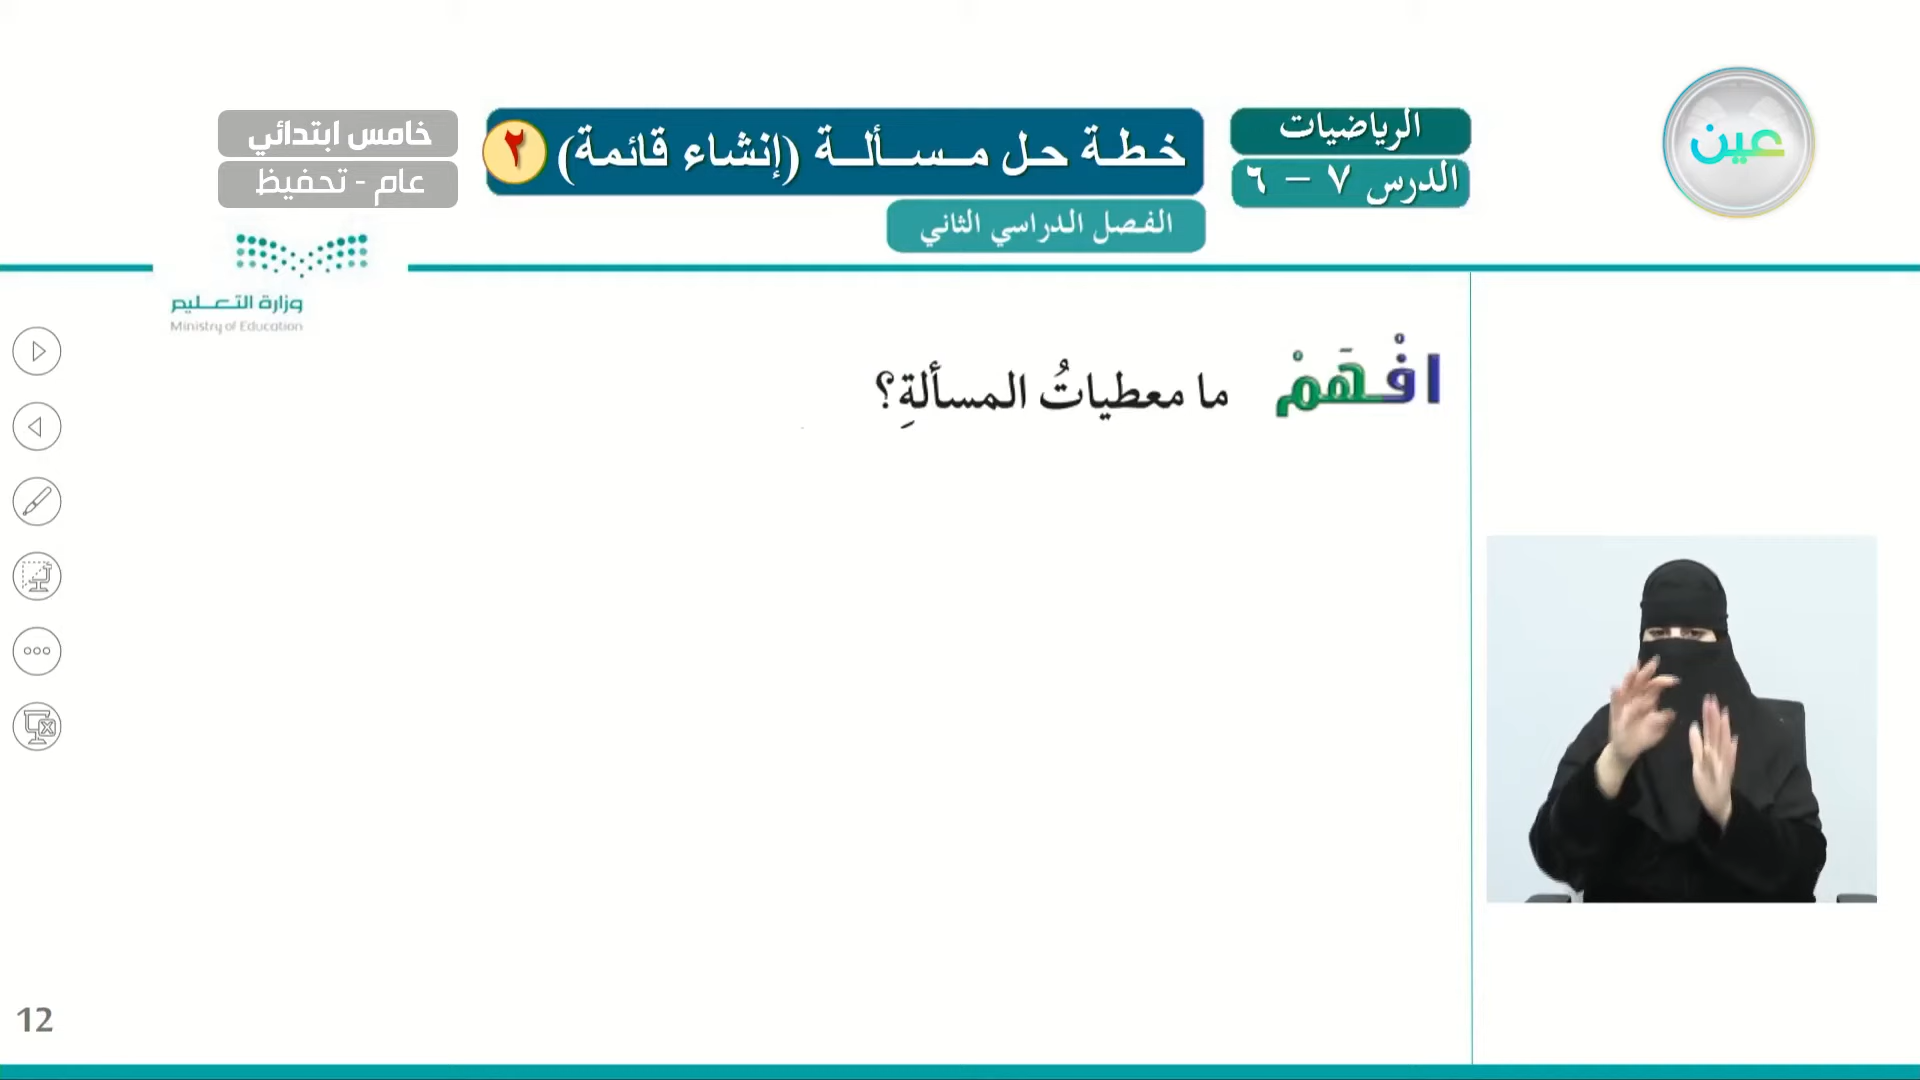 عين
الرياضيات
الدرس ٧ – ٦
خطة حل مسألة (إنشاء قائمة) ٢
الفصل الدراسي الثاني
خامس ابتدائي
عام - تحفيظ
وزارة التعليم
Ministry of Education
افْهَمْ ما معطياتُ المسألةِ؟
12